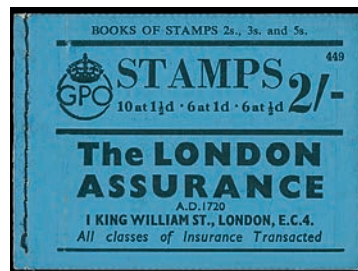 BOOKS OF STAMPS 2s., 3s. and 5s.
449
GPO
STAMPS 2/-
10 at 1½d · 6 at 1d · 6 at ½d
The LONDON
ASSURANCE
A.D. 1720
1 KING WILLIAM ST., LONDON, E.C.4.
All classes of Insurance Transacted